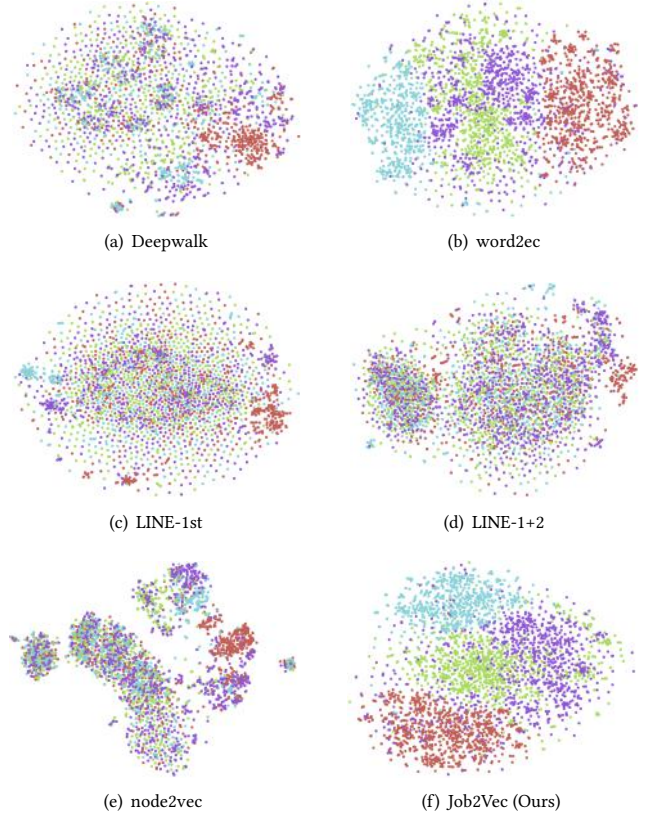 (a) Deepwalk
(b) word2ec
(c) LINE-1st
(d) LINE-1+2
(e) node2vec
(f) Job2Vec (Ours)